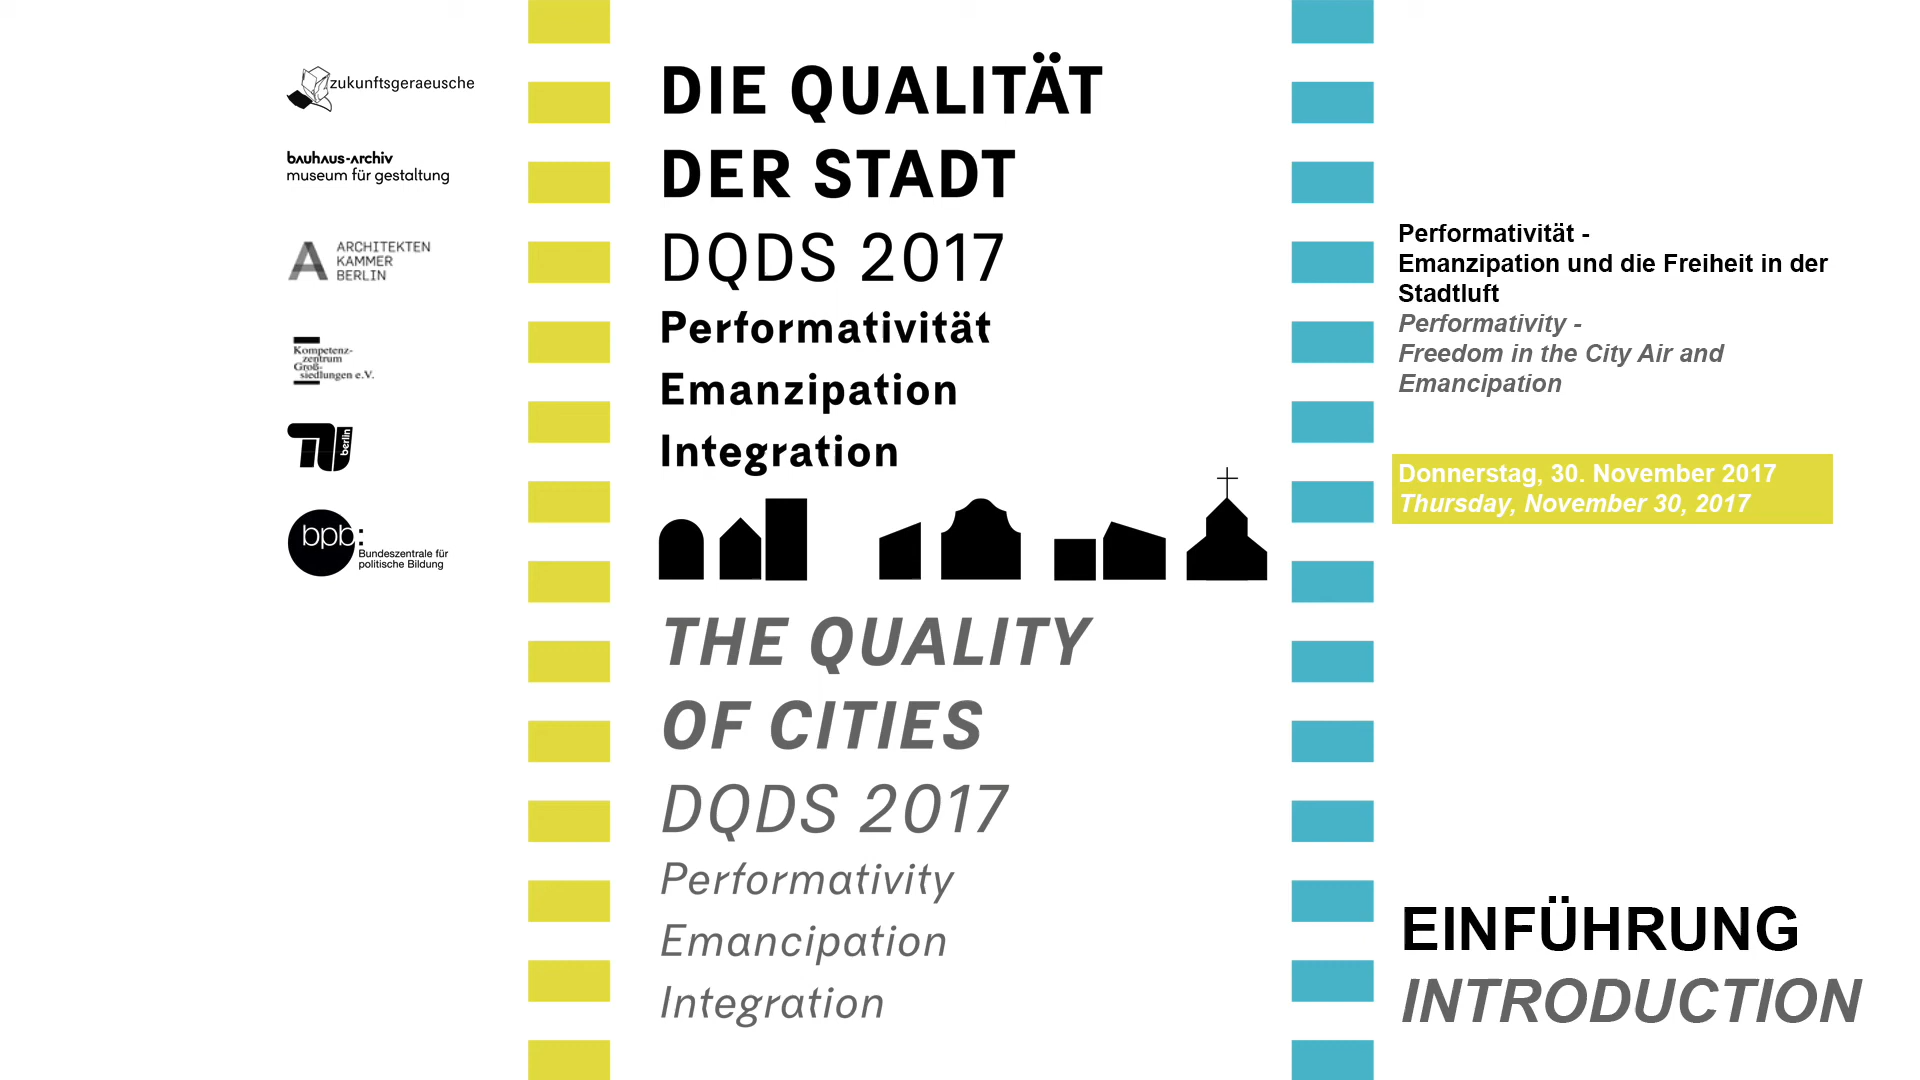 zukunftsgeraeusche
bauhaus-archiv
museum für gestaltung
ARCHITEKTEN
KAMMER
BERLIN
Kompetenz-
zentrum
Groß-
siedlungen e.V.
TU berlin
bpb:
Bundeszentrale für
politische Bildung
DIE QUALITÄT
DER STADT
DQDS 2017
Performativität
Emanzipation
Integration
THE QUALITY
OF CITIES
DQDS 2017
Performativity
Emancipation
Integration
Performativität -
Emanzipation und die Freiheit in der
Stadtluft
Performativity -
Freedom in the City Air and
Emancipation
Donnerstag, 30. November 2017
Thursday, November 30, 2017
EINFÜHRUNG
INTRODUCTION